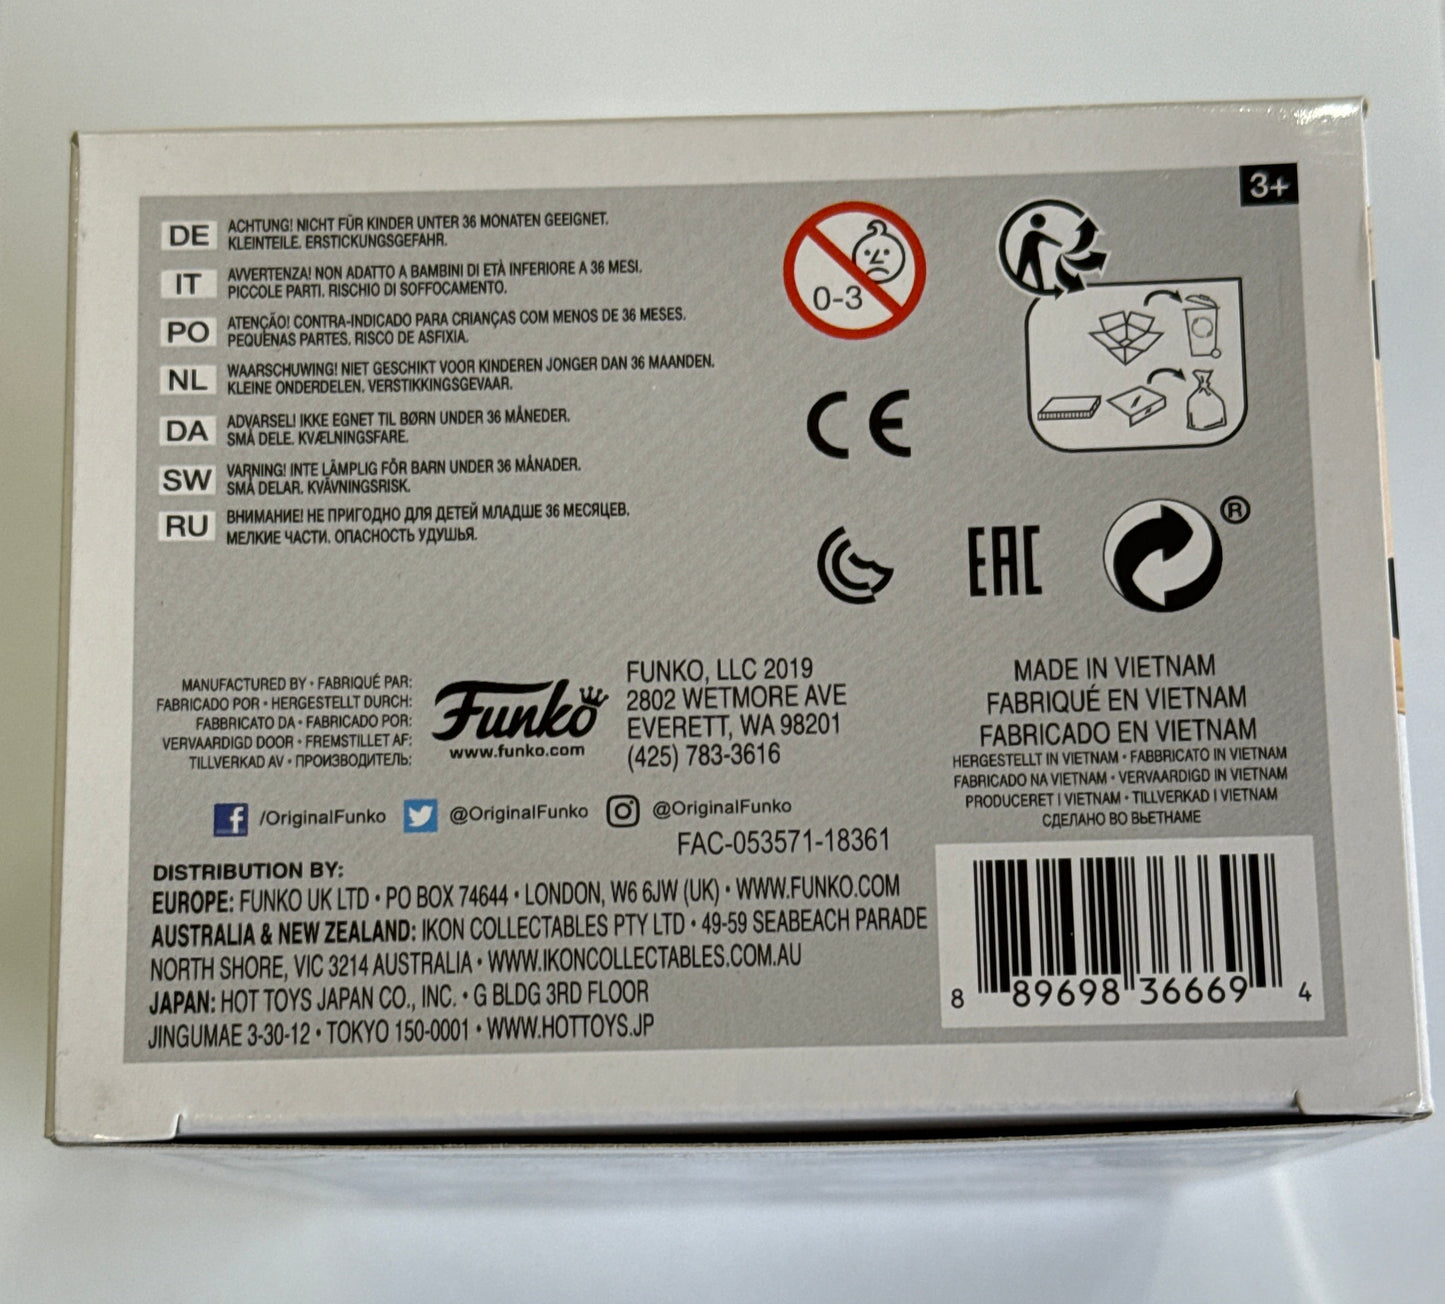 3+
DE
ACHTUNG! NICHT FÜR KINDER UNTER 36 MONATEN GEEIGNET.
KLEINTEILE. ERSTICKUNGSGEFAHR.
IT
AVVERTENZA! NON ADATTO A BAMBINI DI ETÀ INFERIORE A 36 MESI.
PICCOLE PARTI. RISCHIO DI SOFFOCAMENTO.
PO
ATENÇÃO! CONTRA-INDICADO PARA CRIANÇAS COM MENOS DE 36 MESES.
PEQUENAS PARTES. RISCO DE ASFIXIA.
NL
WAARSCHUWING! NIET GESCHIKT VOOR KINDEREN JONGER DAN 36 MAANDEN.
KLEINE ONDERDELEN. VERSTIKKINGSGEVAAR.
DA
ADVARSEL! IKKE EGNET TIL BØRN UNDER 36 MÅNEDER.
SMÅ DELE. KVÆLNINGSFARE.
SW
VARNING! INTE LÄMPLIG FÖR BARN UNDER 36 MÅNADER.
SMÅ DELAR. KVÄVNINGSRISK.
RU
ВНИМАНИЕ! НЕ ПРИГОДНО ДЛЯ ДЕТЕЙ МЛАДШЕ 36 МЕСЯЦЕВ.
МЕЛКИЕ ЧАСТИ. ОПАСНОСТЬ УДУШЬЯ.
0-3
CE
EAC
®
MANUFACTURED BY • FABRIQUÉ PAR:
FABRICADO POR • HERGESTELLT DURCH:
FABBRICATO DA • FABRICADO POR:
VERVAARDIGD DOOR • FREMSTILLET AF:
TILLVERKAD AV • ПРОИЗВОДИТЕЛЬ:
Funko
www.funko.com
FUNKO, LLC 2019
2802 WETMORE AVE
EVERETT, WA 98201
(425) 783-3616
MADE IN VIETNAM
FABRIQUÉ EN VIETNAM
FABRICADO EN VIETNAM
HERGESTELLT IN VIETNAM • FABBRICATO IN VIETNAM
FABRICADO NA VIETNAM • VERVAARDIGD IN VIETNAM
PRODUCERET I VIETNAM • TILLVERKAD I VIETNAM
СДЕЛАНО ВО ВЬЕТНАМЕ
/OriginalFunko @OriginalFunko @OriginalFunko
FAC-053571-18361
DISTRIBUTION BY:
EUROPE: FUNKO UK LTD • PO BOX 74644 • LONDON, W6 6JW (UK) • WWW.FUNKO.COM
AUSTRALIA & NEW ZEALAND: IKON COLLECTABLES PTY LTD • 49-59 SEABEACH PARADE
NORTH SHORE, VIC 3214 AUSTRALIA • WWW.IKONCOLLECTABLES.COM.AU
JAPAN: HOT TOYS JAPAN CO., INC. • G BLDG 3RD FLOOR
JINGUMAE 3-30-12 • TOKYO 150-0001 • WWW.HOTTOYS.JP
8 89698 36669 4